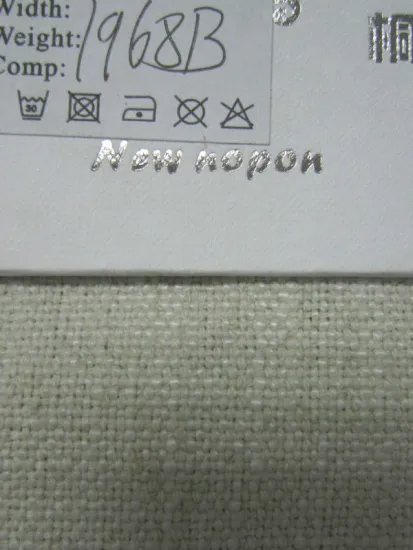 Width:
Weight:
Comp: 1968B
30
New nopon